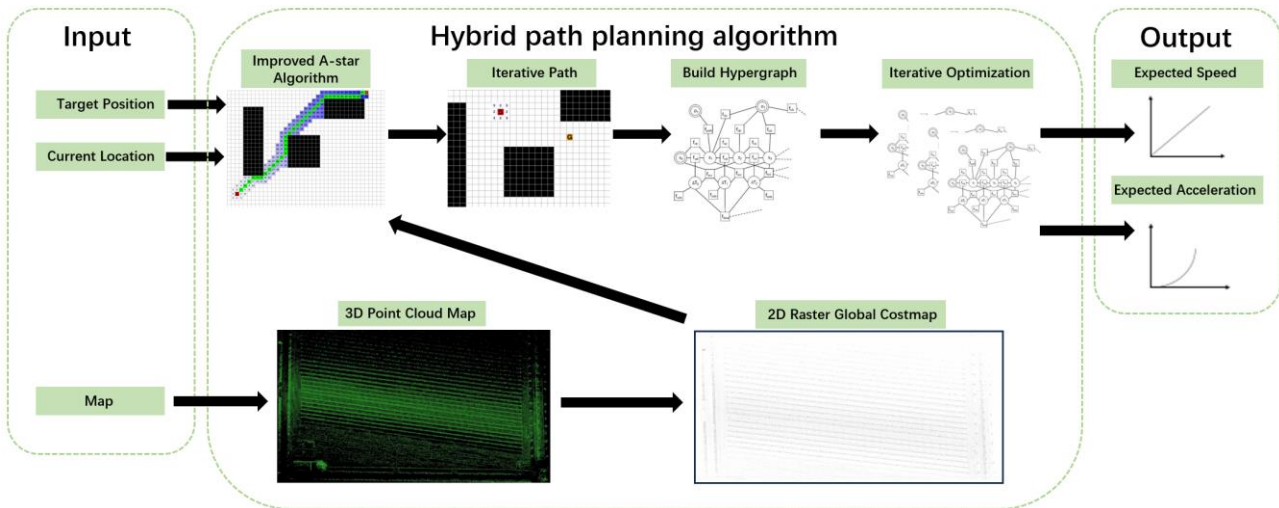 Input
Hybrid path planning algorithm
Output
Improved A-star
Algorithm
Iterative Path
Build Hypergraph
Iterative Optimization
Expected Speed
Target Position
Current Location
G
Expected Acceleration
3D Point Cloud Map
2D Raster Global Costmap
Map